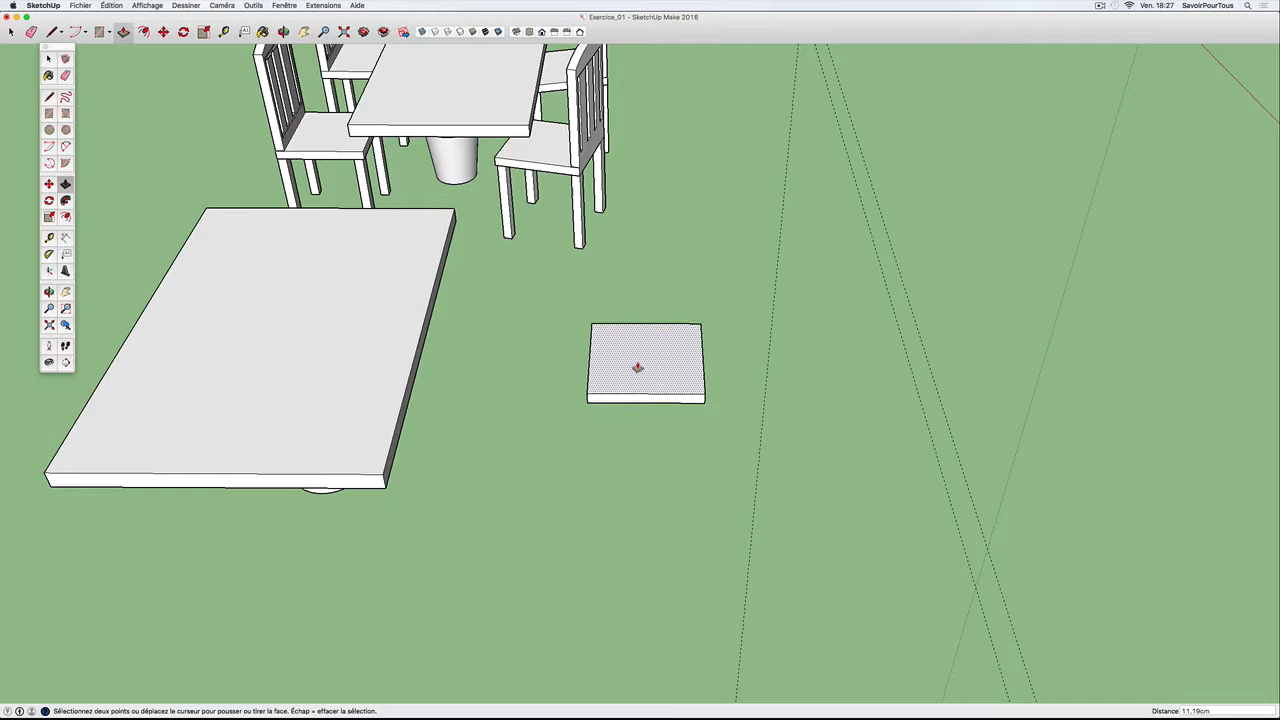 SketchUp Fichier Édition Affichage Dessiner Caméra Outils Fenêtre Extensions Aide Ven. 18:27 SavoirPourTous
Exercice_01 - SketchUp Make 2016
Sélectionnez deux points ou déplacez le curseur pour pousser ou tirer la face. Échap = effacer la sélection. Distance 11,19cm